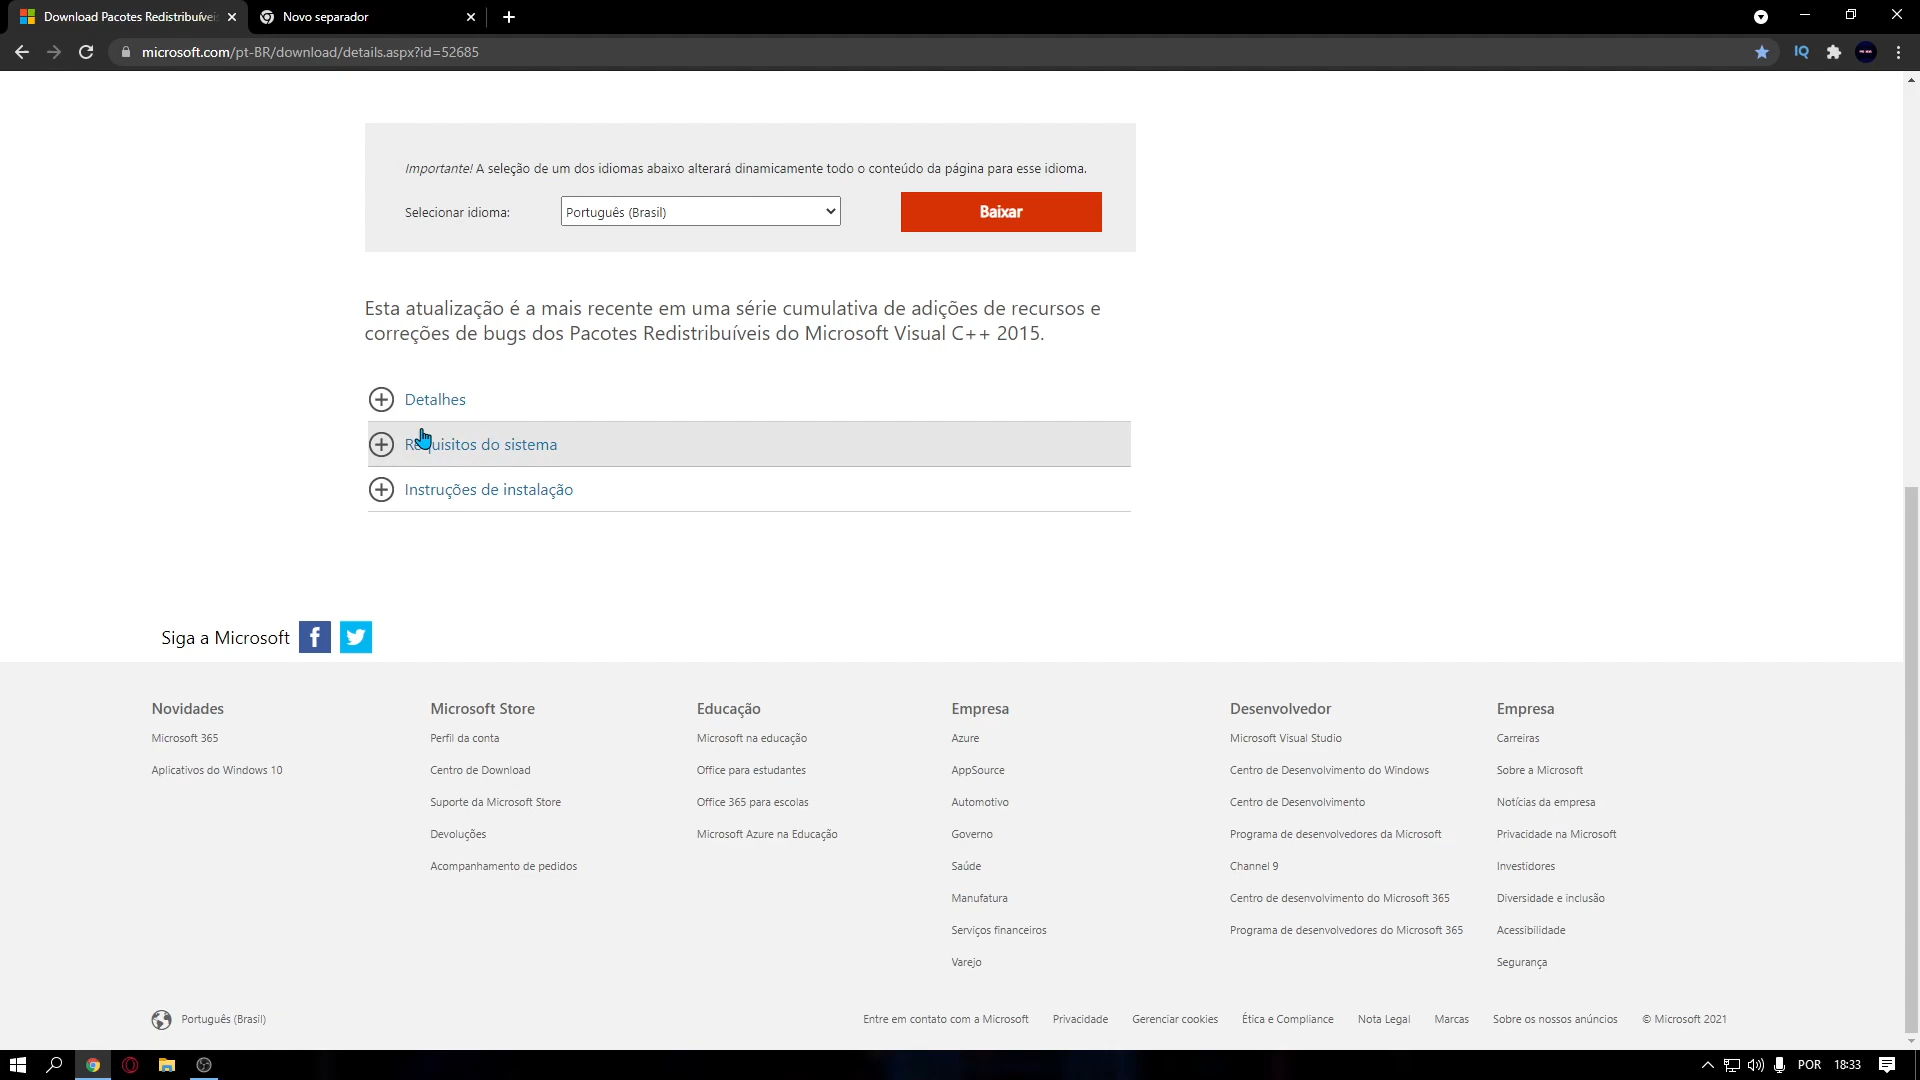 Download Pacotes Redistribuíveis
Novo separador
microsoft.com/pt-BR/download/details.aspx?id=52685
IQ
Importante! A seleção de um dos idiomas abaixo alterará dinamicamente todo o conteúdo da página para esse idioma.
Selecionar idioma:
Português (Brasil)
Baixar
Esta atualização é a mais recente em uma série cumulativa de adições de recursos e
correções de bugs dos Pacotes Redistribuíveis do Microsoft Visual C++ 2015.
Detalhes
Requisitos do sistema
Instruções de instalação
Siga a Microsoft
Novidades
Microsoft 365
Aplicativos do Windows 10
Microsoft Store
Perfil da conta
Centro de Download
Suporte da Microsoft Store
Devoluções
Acompanhamento de pedidos
Educação
Microsoft na educação
Office para estudantes
Office 365 para escolas
Microsoft Azure na Educação
Empresa
Azure
AppSource
Automotivo
Governo
Saúde
Manufatura
Serviços financeiros
Varejo
Desenvolvedor
Microsoft Visual Studio
Centro de Desenvolvimento do Windows
Centro de Desenvolvimento
Programa de desenvolvedores da Microsoft
Channel 9
Centro de desenvolvimento do Microsoft 365
Programa de desenvolvedores do Microsoft 365
Empresa
Carreiras
Sobre a Microsoft
Notícias da empresa
Privacidade na Microsoft
Investidores
Diversidade e inclusão
Acessibilidade
Segurança
Português (Brasil)
Entre em contato com a Microsoft
Privacidade
Gerenciar cookies
Ética e Compliance
Nota Legal
Marcas
Sobre os nossos anúncios
© Microsoft 2021
POR
18:33